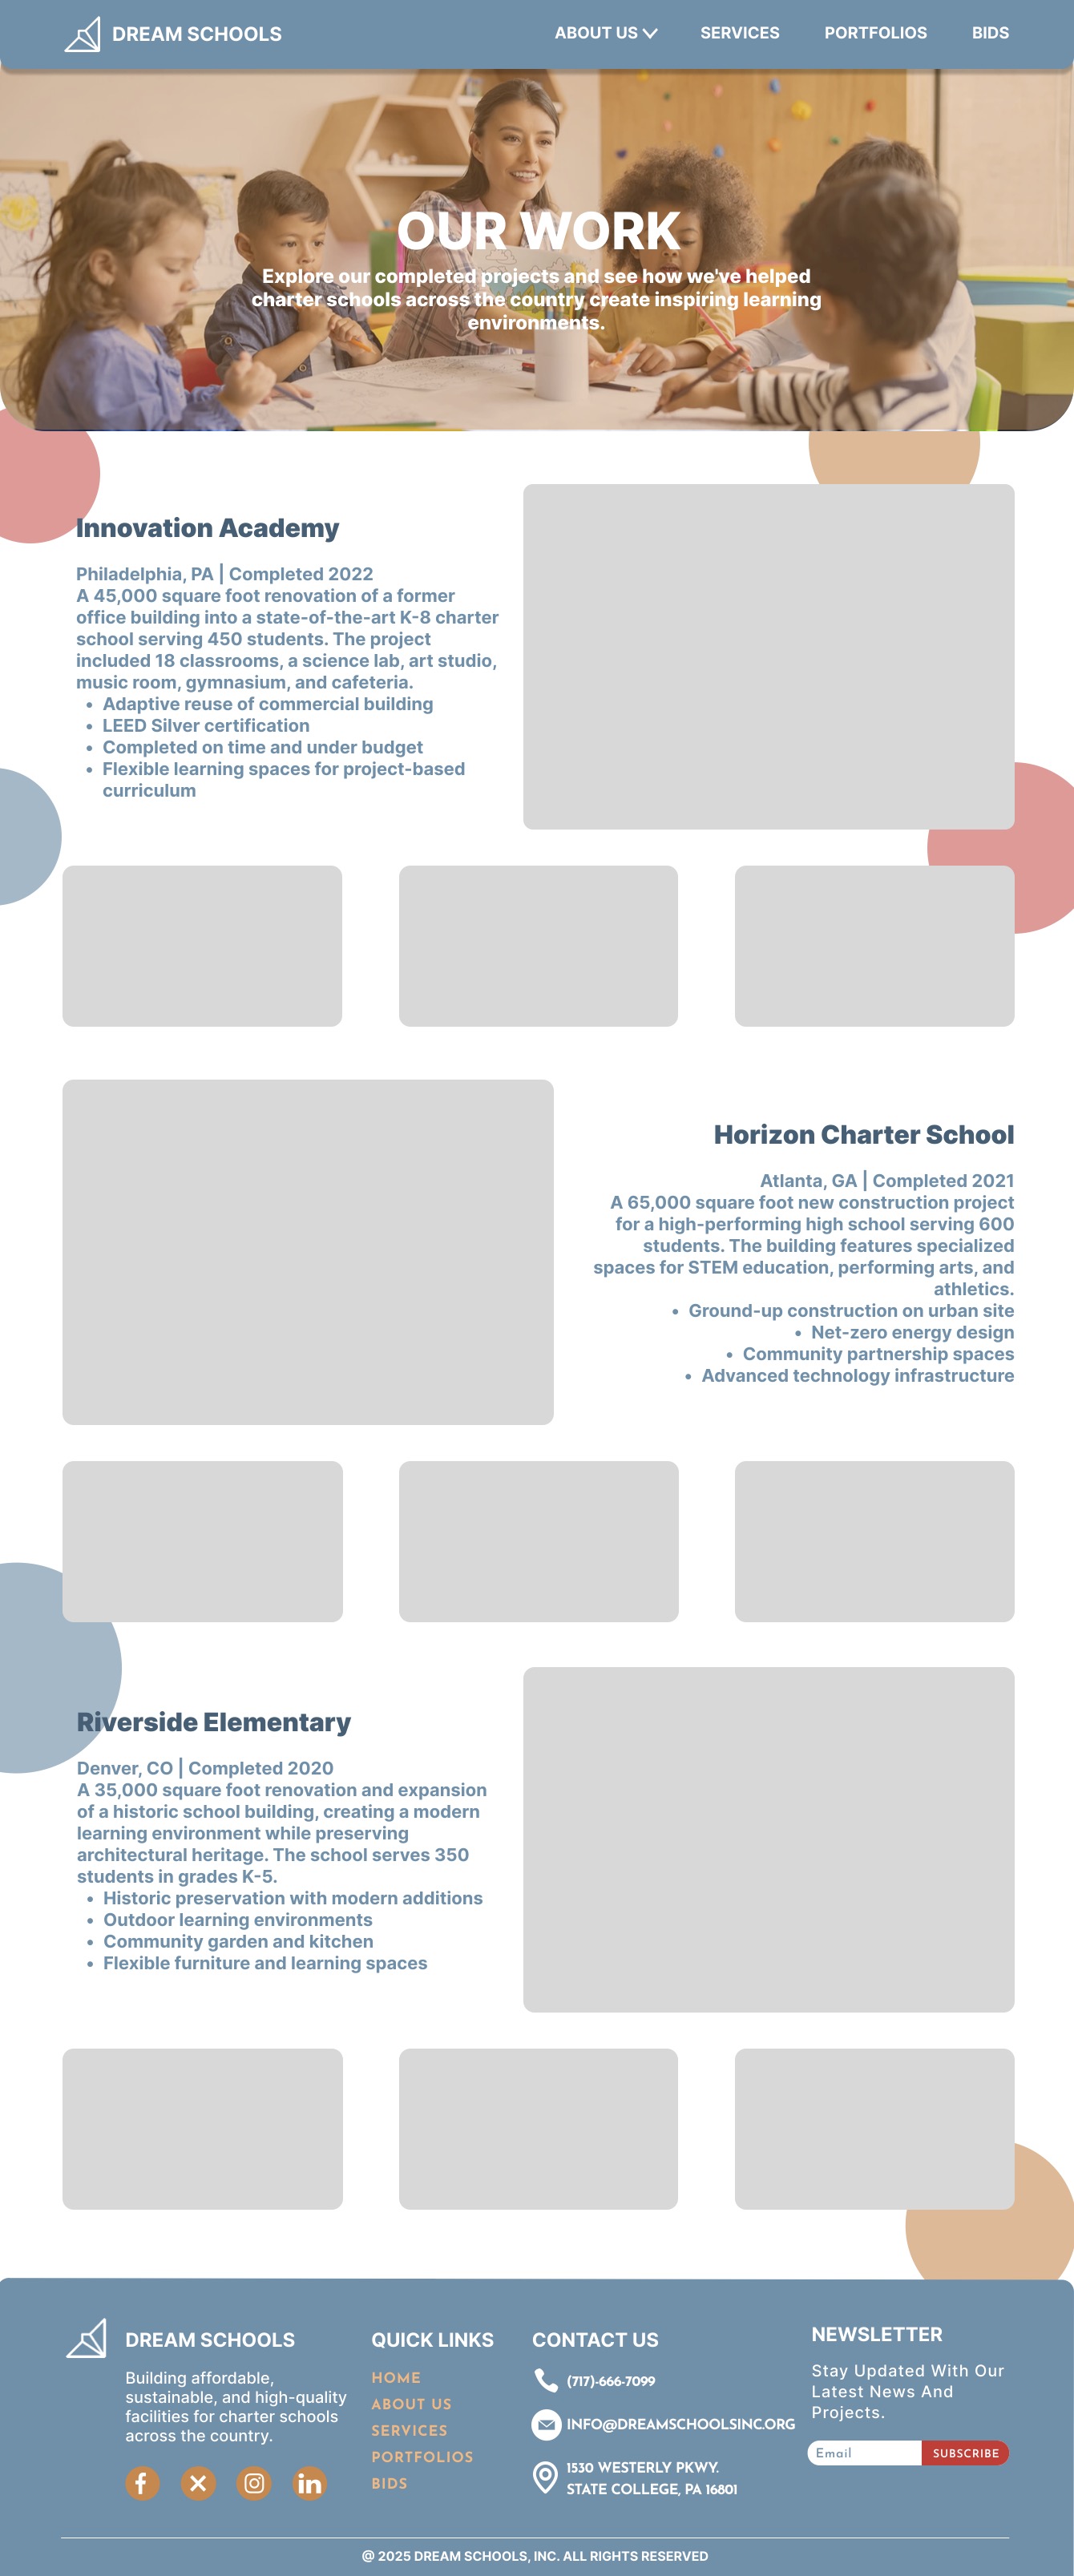 DREAM SCHOOLS
ABOUT US
SERVICES
PORTFOLIOS
BIDS
OUR WORK
Explore our completed projects and see how we've helped
charter schools across the country create inspiring learning
environments.
Innovation Academy
Philadelphia, PA | Completed 2022
A 45,000 square foot renovation of a former
office building into a state-of-the-art K-8 charter
school serving 450 students. The project
included 18 classrooms, a science lab, art studio,
music room, gymnasium, and cafeteria.
• Adaptive reuse of commercial building
• LEED Silver certification
• Completed on time and under budget
• Flexible learning spaces for project-based
curriculum
Horizon Charter School
Atlanta, GA | Completed 2021
A 65,000 square foot new construction project
for a high-performing high school serving 600
students. The building features specialized
spaces for STEM education, performing arts, and
athletics.
• Ground-up construction on urban site
• Net-zero energy design
• Community partnership spaces
• Advanced technology infrastructure
Riverside Elementary
Denver, CO | Completed 2020
A 35,000 square foot renovation and expansion
of a historic school building, creating a modern
learning environment while preserving
architectural heritage. The school serves 350
students in grades K-5.
• Historic preservation with modern additions
• Outdoor learning environments
• Community garden and kitchen
• Flexible furniture and learning spaces
DREAM SCHOOLS
Building affordable,
sustainable, and high-quality
facilities for charter schools
across the country.
QUICK LINKS
HOME
ABOUT US
SERVICES
PORTFOLIOS
BIDS
CONTACT US
(717)-666-7099
INFO@DREAMSCHOOLSINC.ORG
1530 WESTERLY PKWY.
STATE COLLEGE, PA 16801
NEWSLETTER
Stay Updated With Our
Latest News And
Projects.
Email
SUBSCRIBE
@ 2025 DREAM SCHOOLS, INC. ALL RIGHTS RESERVED